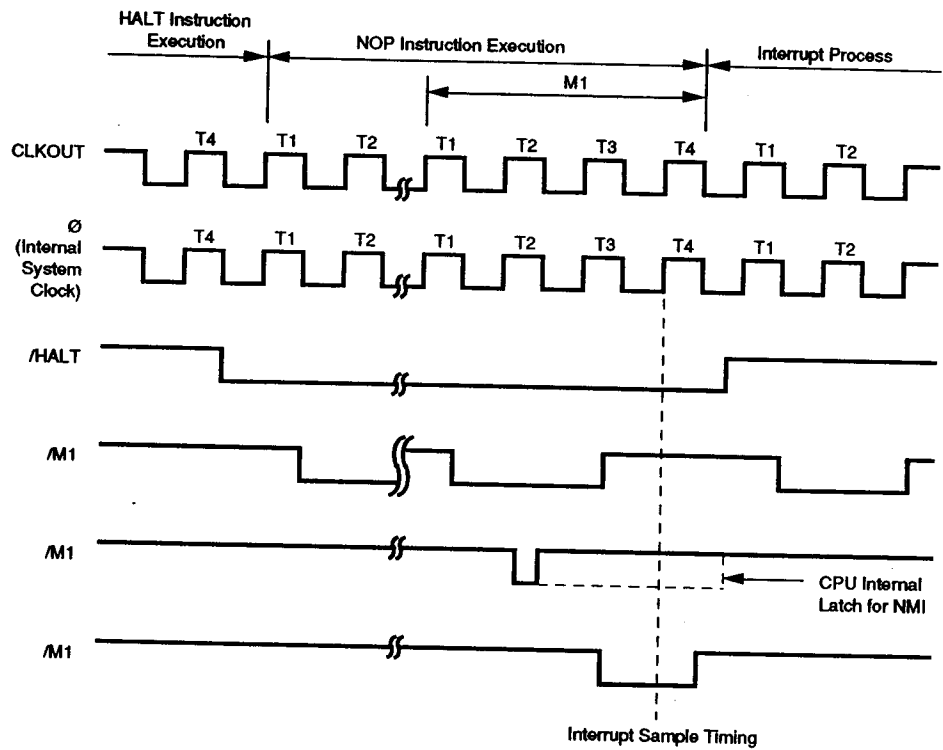 HALT Instruction
Execution
NOP Instruction Execution
Interrupt Process
M1
CLKOUT
T4 T1 T2 T1 T2 T3 T4 T1 T2
Ø
(Internal
System
Clock)
T4 T1 T2 T1 T2 T3 T4 T1 T2
/HALT
/M1
/M1
CPU Internal
Latch for NMI
/M1
Interrupt Sample Timing